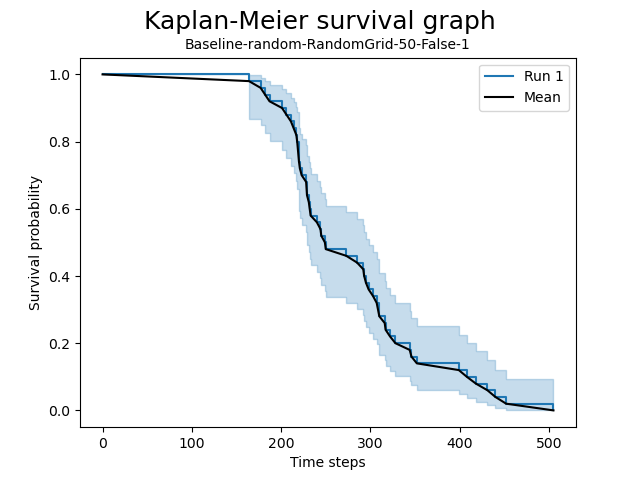 Kaplan-Meier survival graph
Baseline-random-RandomGrid-50-False-1
Run 1
Mean
Survival probability
1.0
0.8
0.6
0.4
0.2
0.0
0 100 200 300 400 500
Time steps